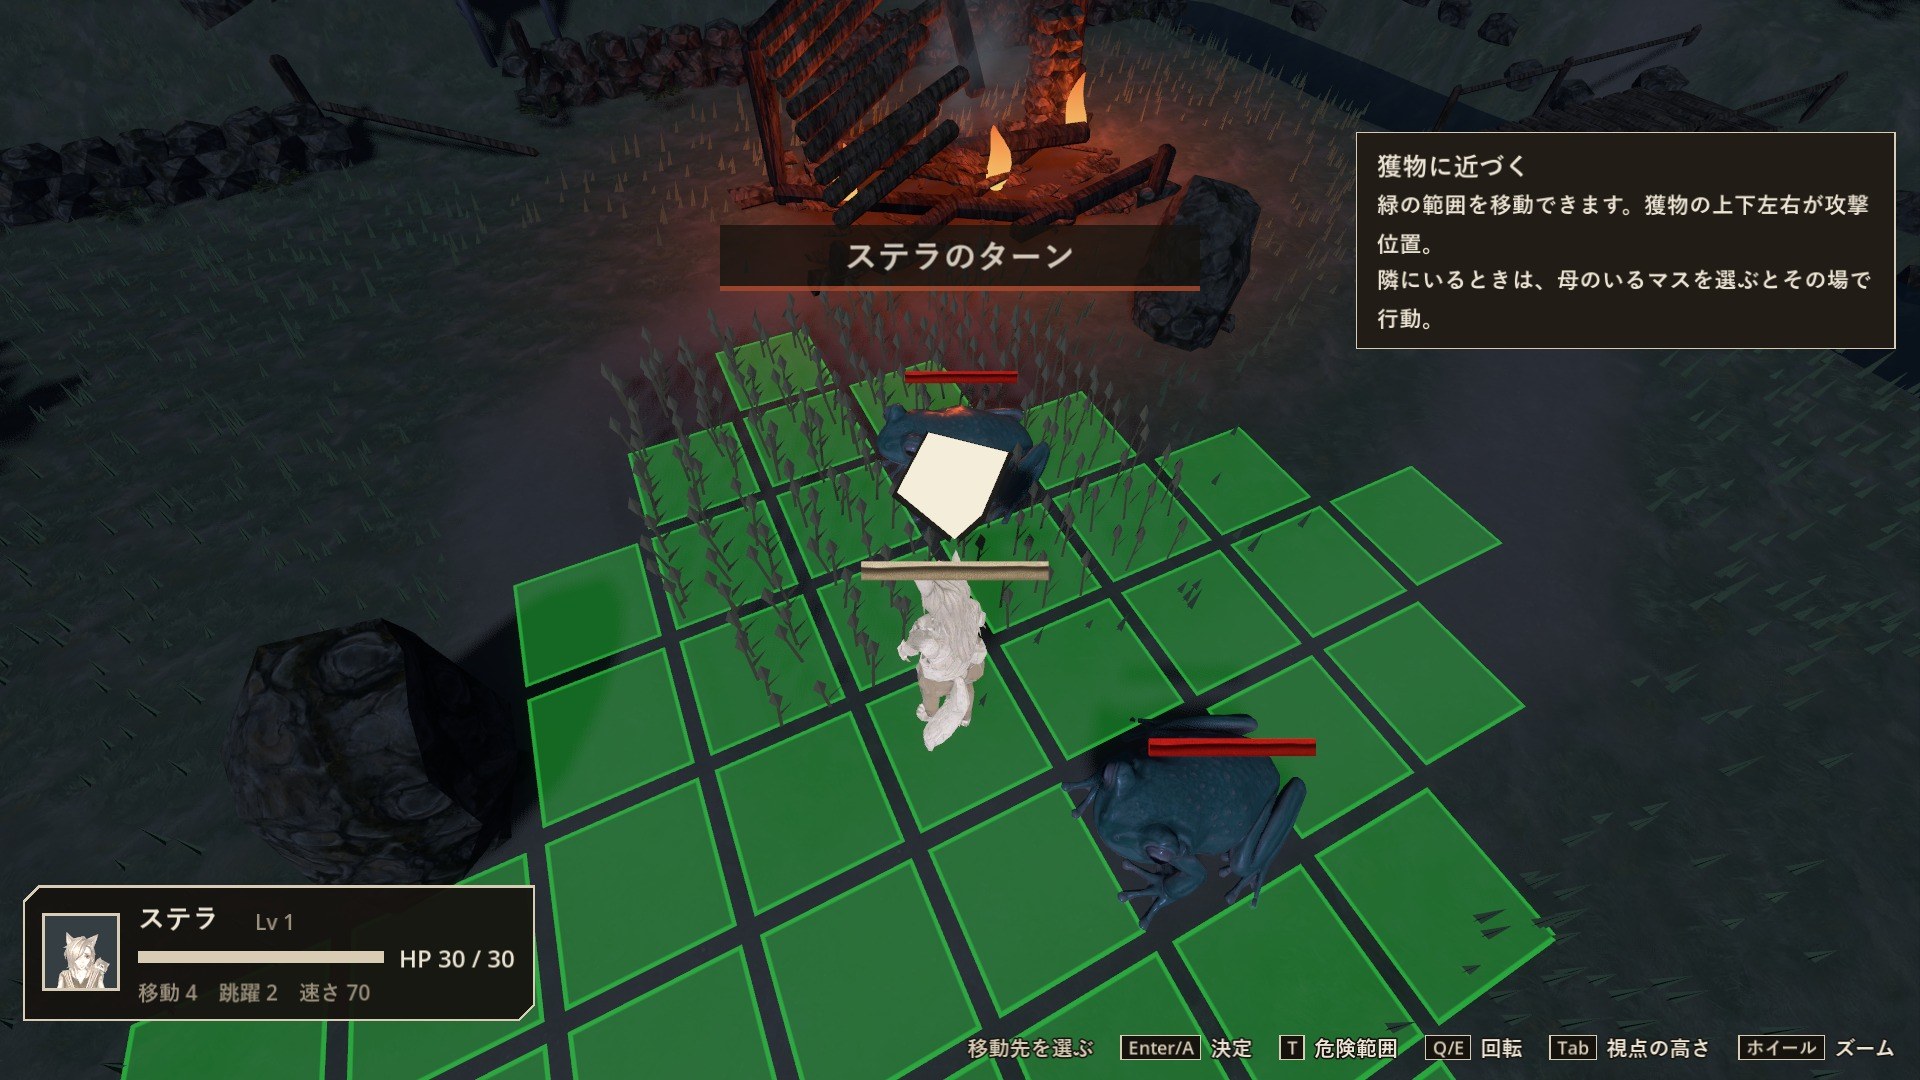 獲物に近づく
緑の範囲を移動できます。獲物の上下左右が攻撃
位置。
隣にいるときは、母のいるマスを選ぶとその場で
行動。
ステラのターン
ステラ Lv 1
HP 30 / 30
移動 4 跳躍 2 速さ 70
移動先を選ぶ Enter/A 決定 T 危険範囲 Q/E 回転 Tab 視点の高さ ホイール ズーム